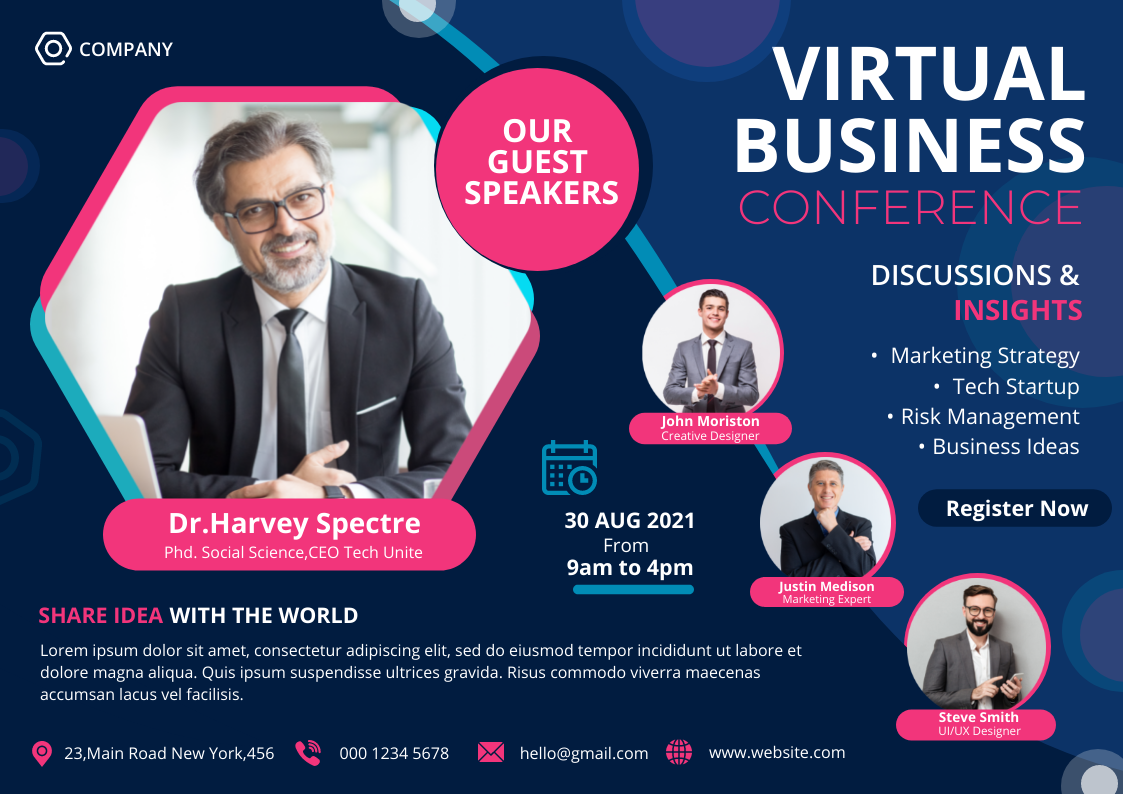 COMPANY
OUR
GUEST
SPEAKERS
VIRTUAL
BUSINESS
CONFERENCE
DISCUSSIONS &
INSIGHTS
• Marketing Strategy
• Tech Startup
• Risk Management
• Business Ideas
Register Now
John Moriston
Creative Designer
Justin Medison
Marketing Expert
Steve Smith
UI/UX Designer
Dr.Harvey Spectre
Phd. Social Science,CEO Tech Unite
30 AUG 2021
From
9am to 4pm
SHARE IDEA WITH THE WORLD
Lorem ipsum dolor sit amet, consectetur adipiscing elit, sed do eiusmod tempor incididunt ut labore et
dolore magna aliqua. Quis ipsum suspendisse ultrices gravida. Risus commodo viverra maecenas
accumsan lacus vel facilisis.
23,Main Road New York,456
000 1234 5678
hello@gmail.com
www.website.com